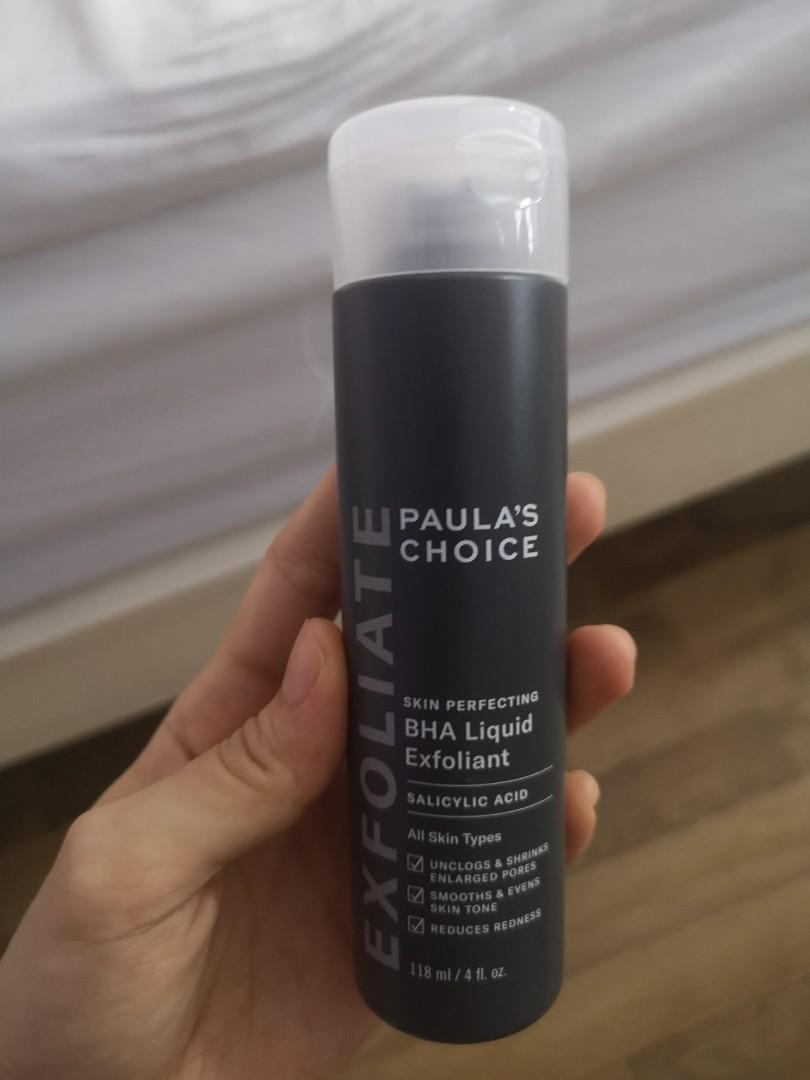 EXFOLIATE
PAULA'S
CHOICE
SKIN PERFECTING
BHA Liquid
Exfoliant
SALICYLIC ACID
All Skin Types
UNCLOGS & SHRINKS
ENLARGED PORES
SMOOTHS & EVENS
SKIN TONE
REDUCES REDNESS
118 ml / 4 fl. oz.